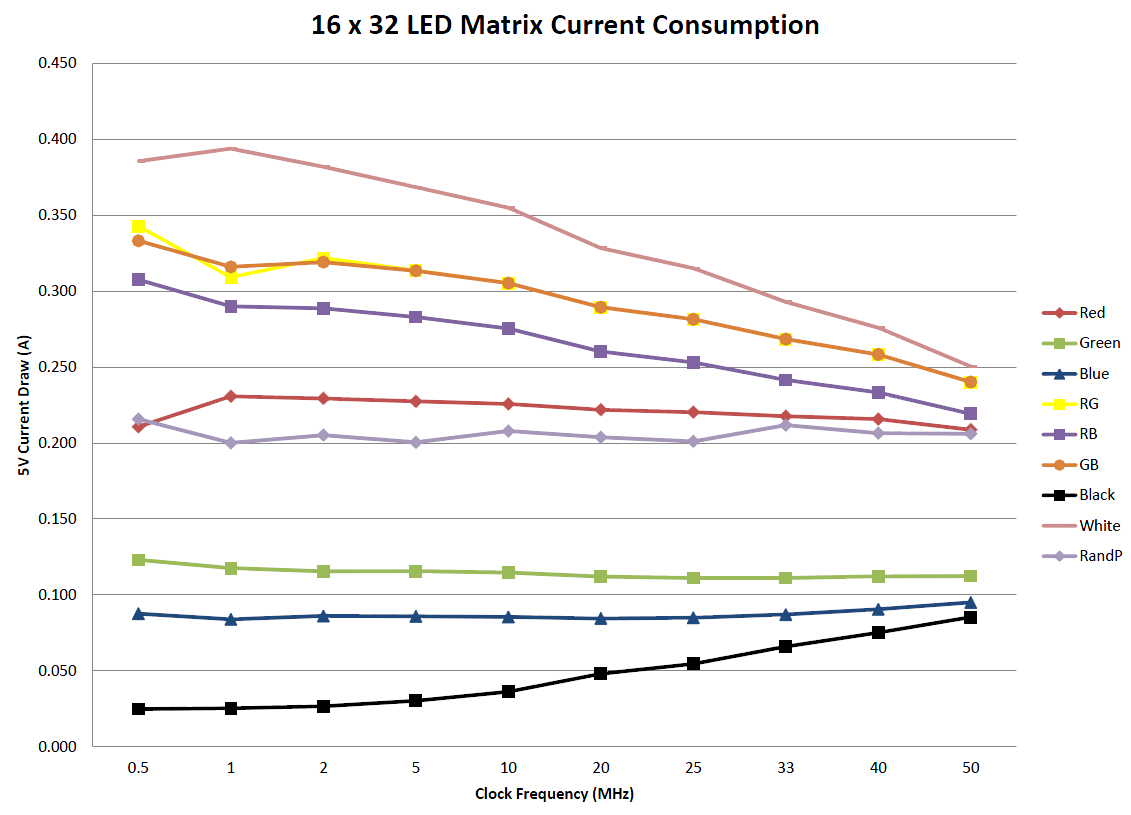 16 x 32 LED Matrix Current Consumption
0.450
0.400
0.350
0.300
0.250
0.200
0.150
0.100
0.050
0.000
5V Current Draw (A)
0.5 1 2 5 10 20 25 33 40 50
Clock Frequency (MHz)
Red
Green
Blue
RG
RB
GB
Black
White
RandP